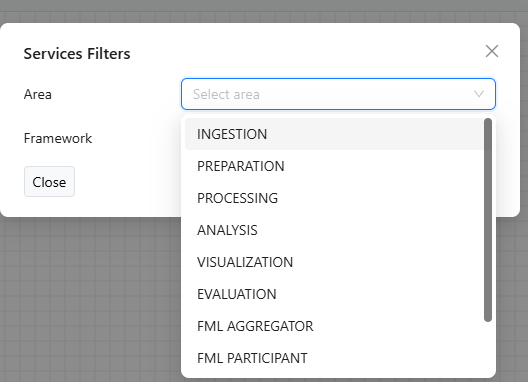 Services Filters
Area
Select area
Framework
Close
INGESTION
PREPARATION
PROCESSING
ANALYSIS
VISUALIZATION
EVALUATION
FML AGGREGATOR
FML PARTICIPANT